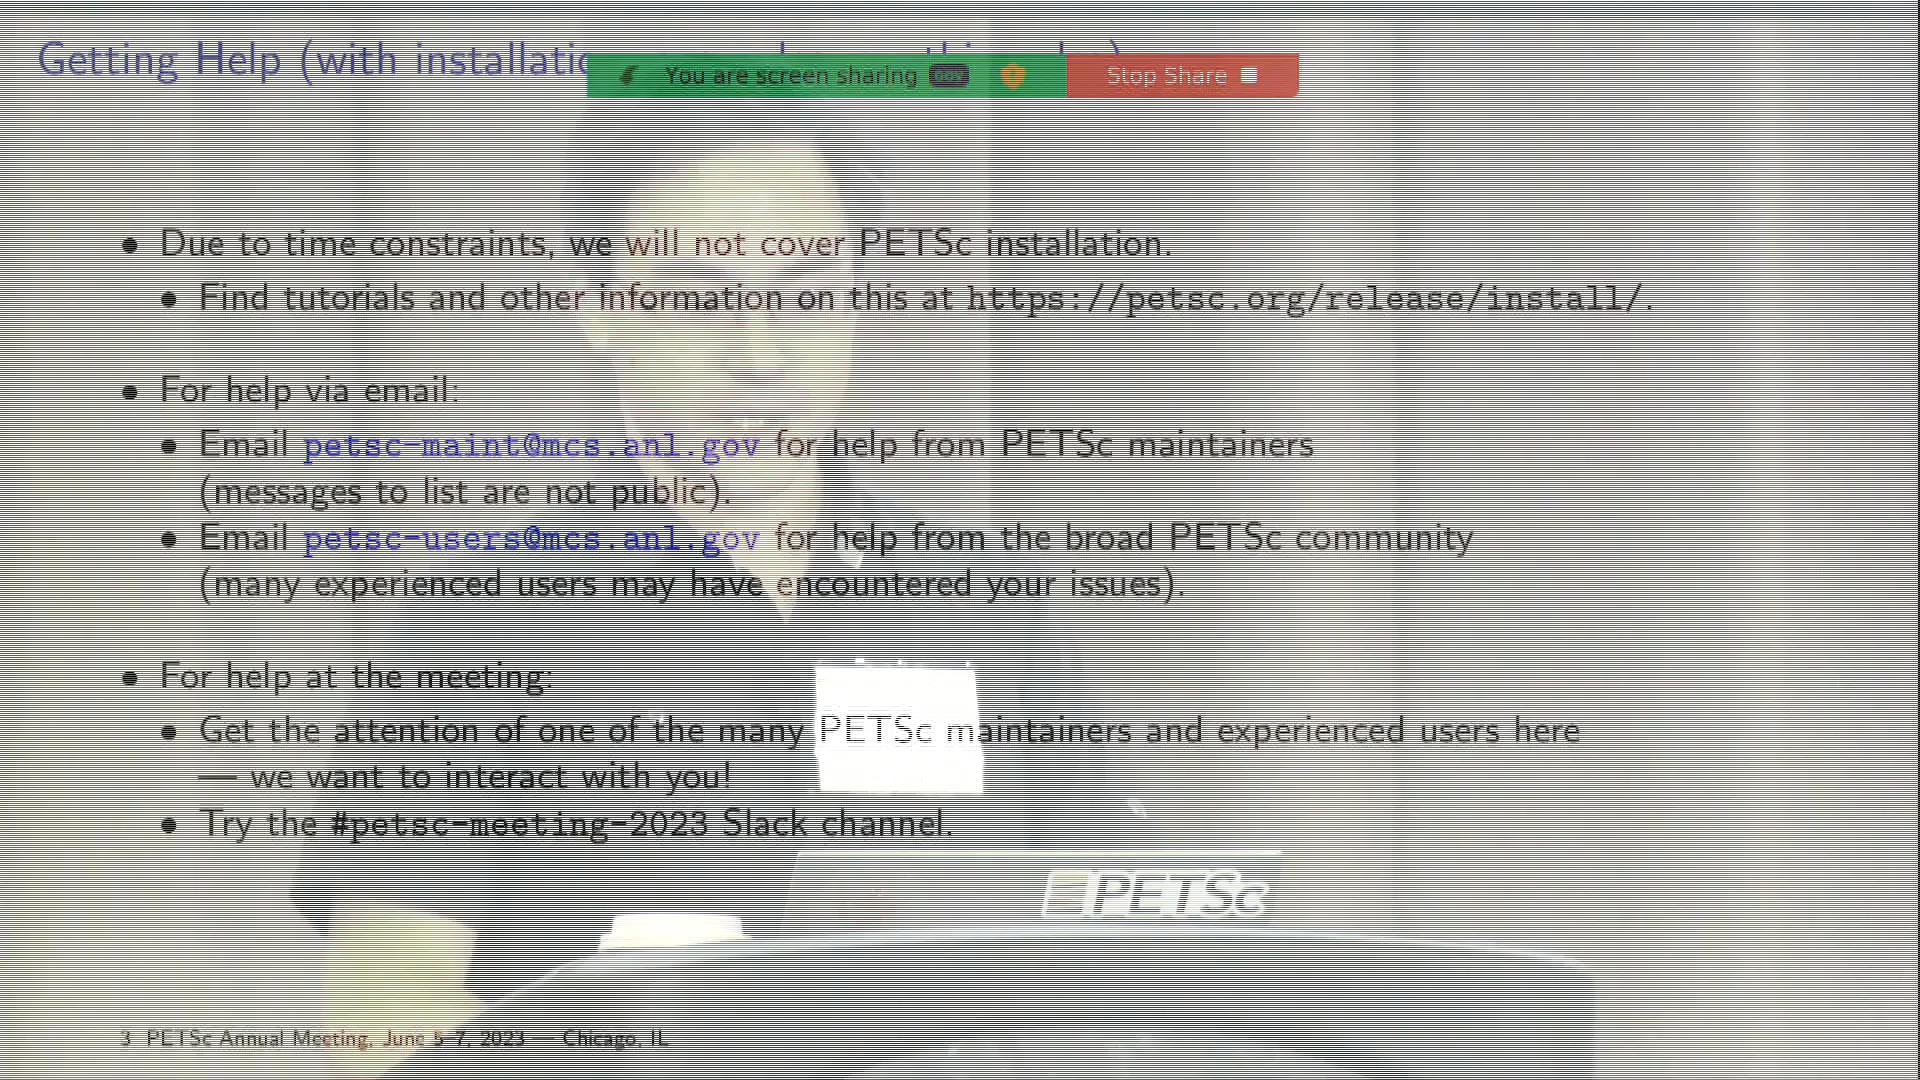 Getting Help (with installatio
You are screen sharing GOV Stop Share
• Due to time constraints, we will not cover PETSc installation.
• Find tutorials and other information on this at https://petsc.org/release/install/.
• For help via email:
• Email petsc-maint@mcs.anl.gov for help from PETSc maintainers
(messages to list are not public).
• Email petsc-users@mcs.anl.gov for help from the broad PETSc community
(many experienced users may have encountered your issues).
• For help at the meeting:
• Get the attention of one of the many PETSc maintainers and experienced users here
— we want to interact with you!
• Try the #petsc-meeting-2023 Slack channel.
PETSc
3 PETSc Annual Meeting, June 5–7, 2023 — Chicago, IL